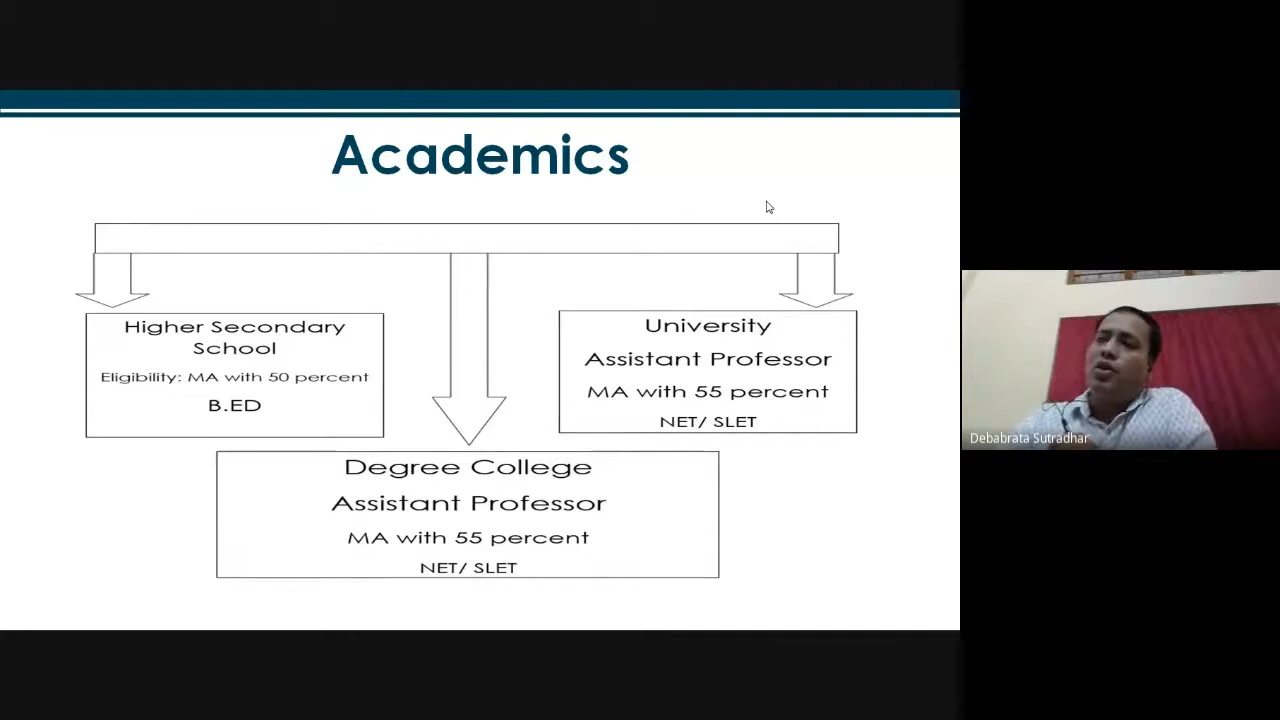 Academics
Higher Secondary
School
Eligibility: MA with 50 percent
B.ED
University
Assistant Professor
MA with 55 percent
NET/ SLET
Degree College
Assistant Professor
MA with 55 percent
NET/ SLET
Debabrata Sutradhar